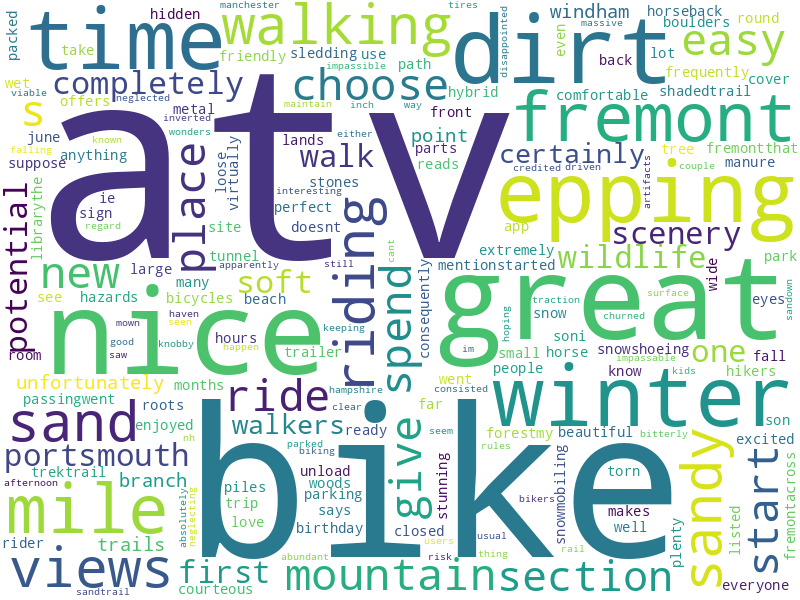 manchester
tires
hidden
massive
windham
horseback
packed
time
walking
dirt
easy
boulders
round
take
friendly
sledding
use
even
impassible
path
disappointed
back
lot
wet
viable
completely
choose
frequently
cover
neglected
metal
maintain
inch
way
hybrid
comfortable
shadedtrail
s
offers
inverted
front
fremont
falling
known
wonders
lands
either
point
parts
june
atv
certainly
tree
fremontthat
suppose
anything
loose
virtually
walk
reads
credited
driven
couple
manure
ie
place
stones
interesting
epping
artifacts
sign
perfect
doesnt
app
regard
riding
scenery
potential
librarythe
site
cant
tunnel
extremely
wildlife
park
new
large
apparently
still
mentionstarted
wide
see
hazards
many
soft
spend
consequently
great
eyes
bicycles
beach
traction
surface
sandown
mown
haven
seen
keeping
snow
churned
nice
good
knobby
hours
hoping
soni
room
saw
happen
trailer
im
small
horse
snowshoeing
one
fall
unfortunately
months
ride
hampshire
went
consisted
people
impassable
know
hikers
passingwent
clear
far
winter
kids
son
sand
roots
enjoyed
walkers
ready
seem
forestmy
beautiful
bitterly
nh
parked
biking
give
stunning
rules
excited
portsmouth
bike
closed
usual
snowmobiling
sandy
start
trektrail
branch
unload
woods
torn
afternoon
piles
parking
makes
mile
absolutely
neglecting
trip
says
bikers
well
listed
rider
trails
love
birthday
users
plenty
fremontacross
views
first
abundant
risk
thing
rail
everyone
sandtrail
courteous
mountain
section